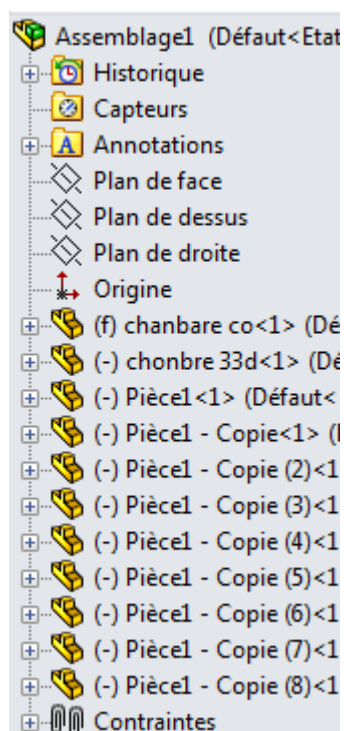 Assemblage1 (Défaut<Etat
Historique
Capteurs
Annotations
Plan de face
Plan de dessus
Plan de droite
Origine
(f) chanbare co<1> (Dé
(-) chonbre 33d<1> (Dé
(-) Pièce1<1> (Défaut<
(-) Pièce1 - Copie<1> (
(-) Pièce1 - Copie (2)<1
(-) Pièce1 - Copie (3)<1
(-) Pièce1 - Copie (4)<1
(-) Pièce1 - Copie (5)<1
(-) Pièce1 - Copie (6)<1
(-) Pièce1 - Copie (7)<1
(-) Pièce1 - Copie (8)<1
Contraintes